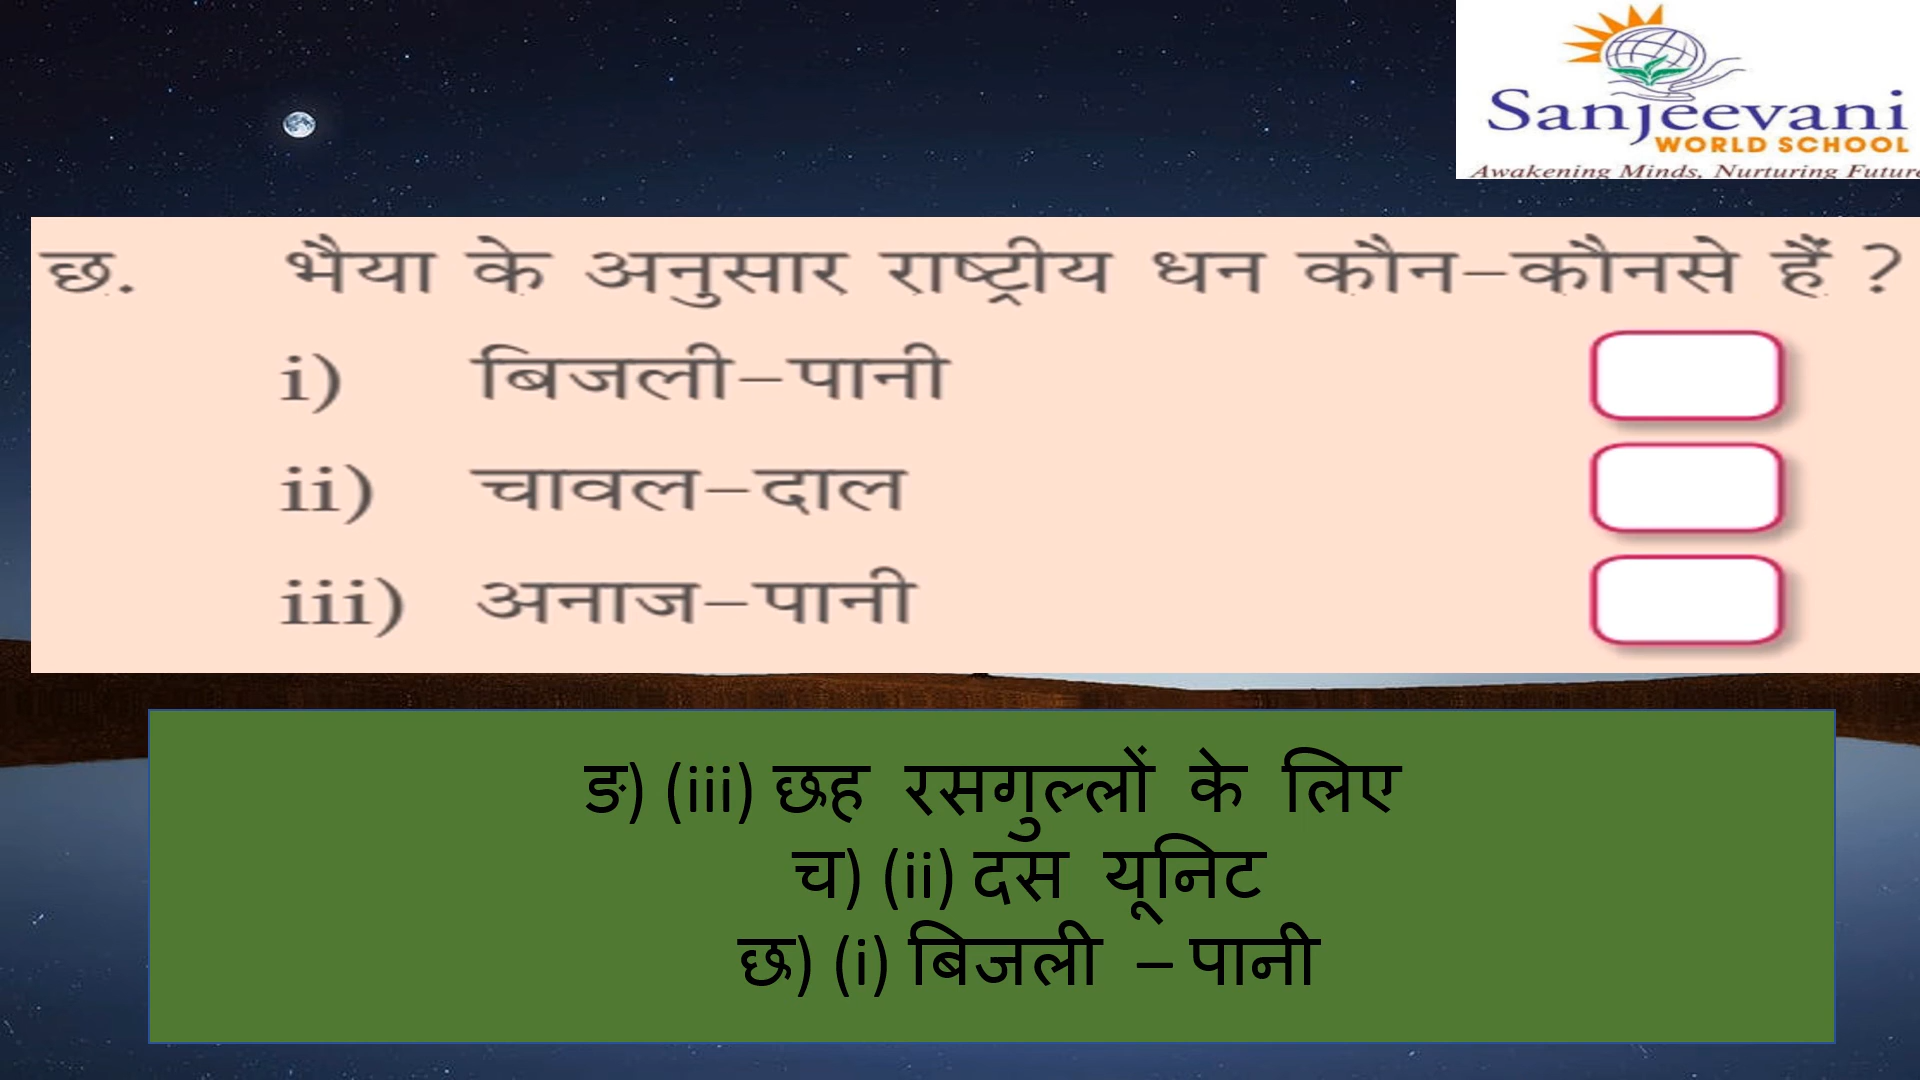 Sanjeevani
WORLD SCHOOL
Awakening Minds, Nurturing Future
छ. भैया के अनुसार राष्ट्रीय धन कौन–कौनसे हैं ?
i) बिजली–पानी
ii) चावल–दाल
iii) अनाज–पानी
ङ) (iii) छह रसगुल्लों के लिए
च) (ii) दस यूनिट
छ) (i) बिजली – पानी